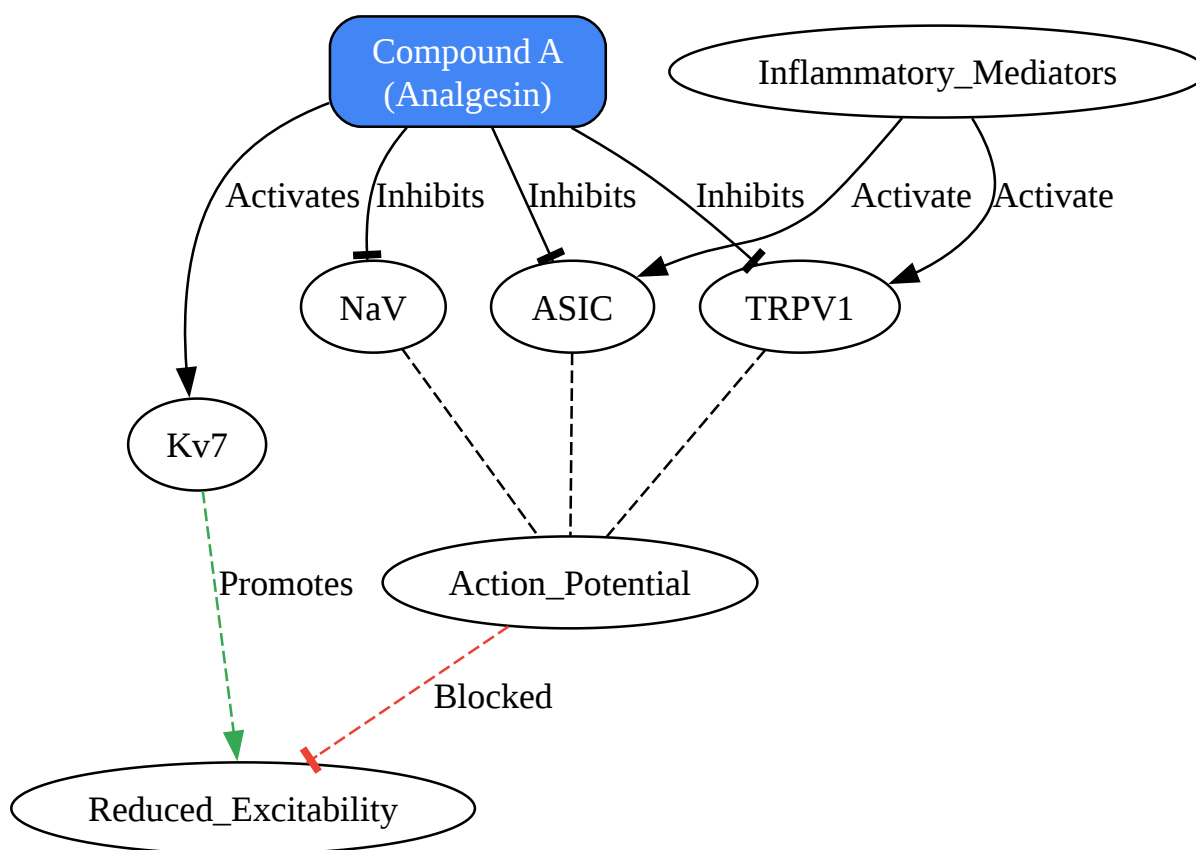 Compound A
(Analgesin)
Inflammatory_Mediators
Activates
Inhibits
Inhibits
Inhibits
Activate
Activate
NaV
ASIC
TRPV1
Kv7
Promotes
Action_Potential
Blocked
Reduced_Excitability